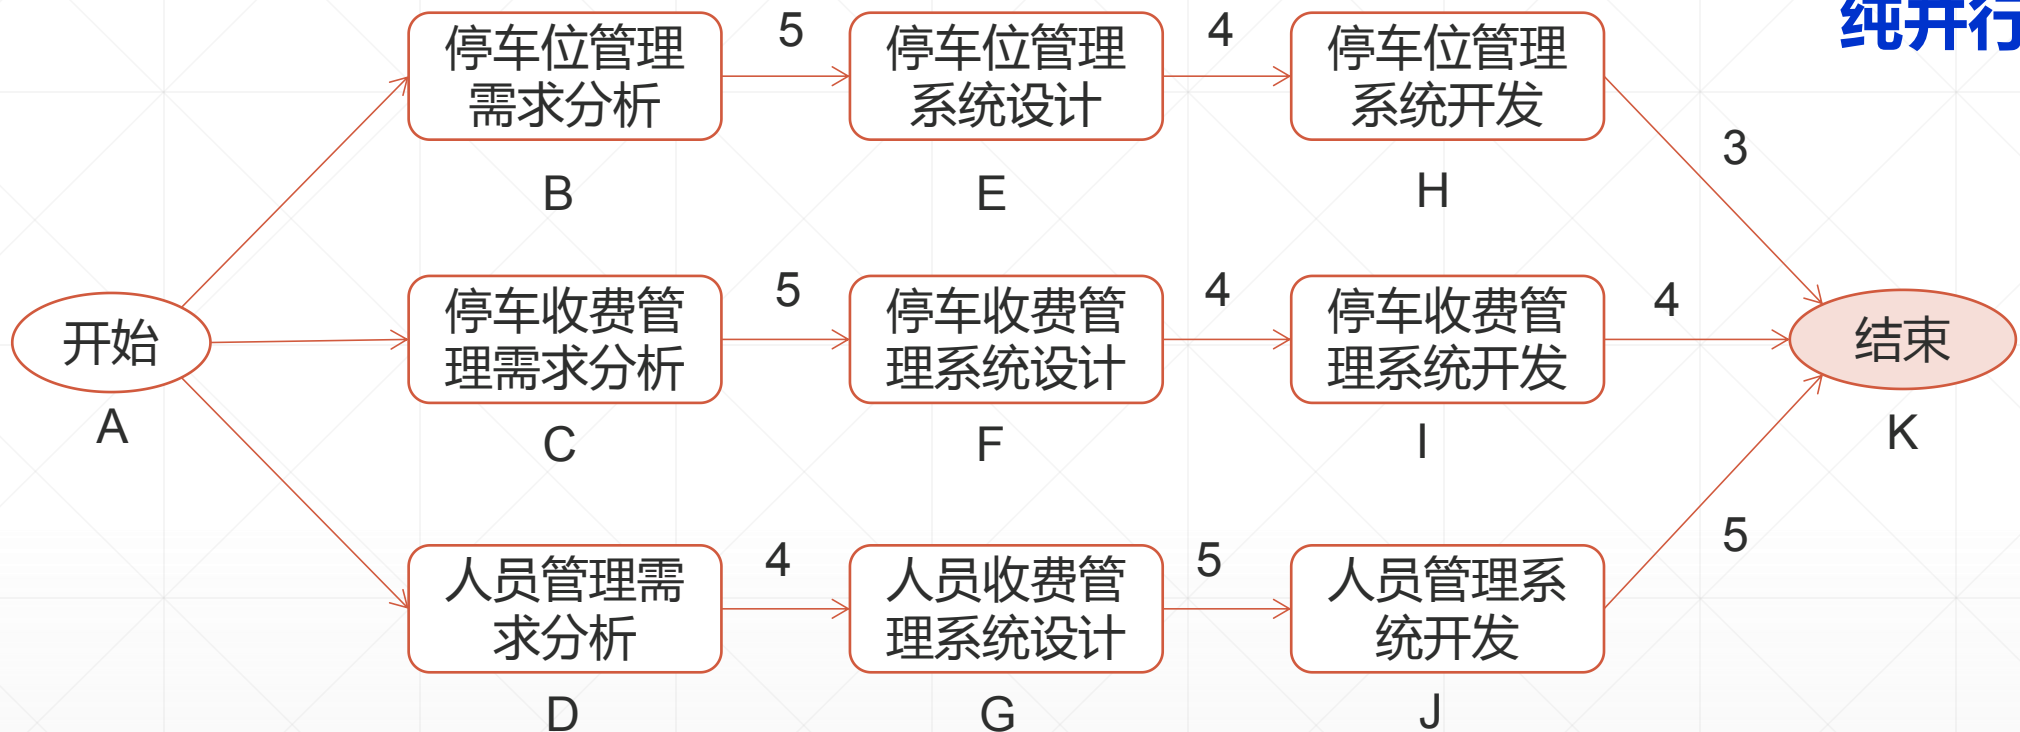 纯并行
停车位管理
需求分析
B
5
停车位管理
系统设计
E
4
停车位管理
系统开发
H
3
开始
A
停车收费管
理需求分析
C
5
停车收费管
理系统设计
F
4
停车收费管
理系统开发
I
4
结束
K
人员管理需
求分析
D
4
人员收费管
理系统设计
G
5
人员管理系
统开发
J
5